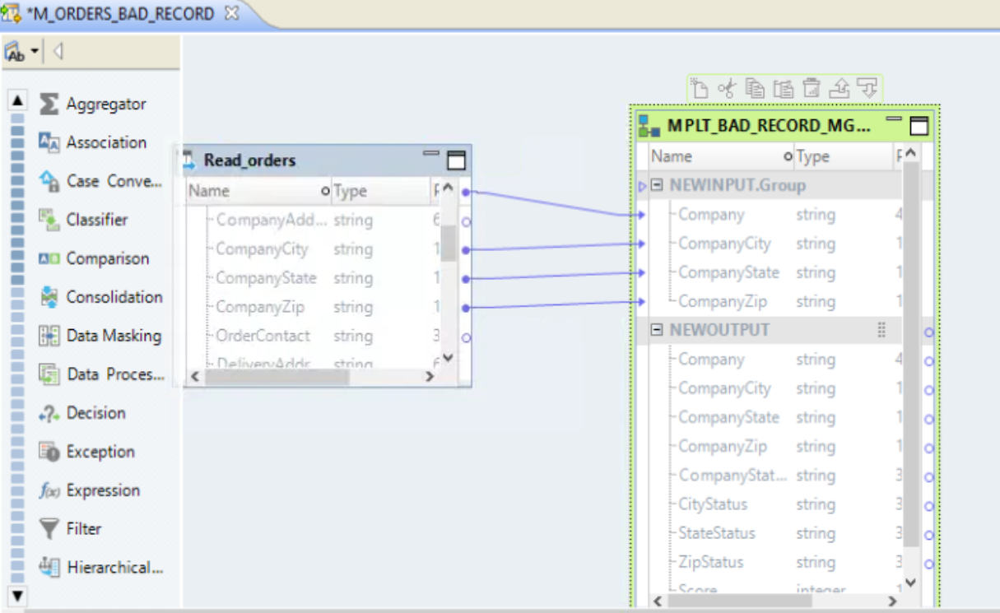 *M_ORDERS_BAD_RECORD
Ab
Aggregator
Association
Case Conve...
Classifier
Comparison
Consolidation
Data Masking
Data Proces...
Decision
Exception
f(x) Expression
Filter
Hierarchical...
Read_orders
Name Type
CompanyAdd... string 6
CompanyCity string 1
CompanyState string 1
CompanyZip string 1
OrderContact string 3
DeliveryAddr string
MPLT_BAD_RECORD_MG...
Name Type
NEWINPUT.Group
Company string 4
CompanyCity string 1
CompanyState string 1
CompanyZip string 1
NEWOUTPUT
Company string 4
CompanyCity string 1
CompanyState string 1
CompanyZip string 1
CompanyStat... string 3
CityStatus string 3
StateStatus string 3
ZipStatus string 3
Score integer 1